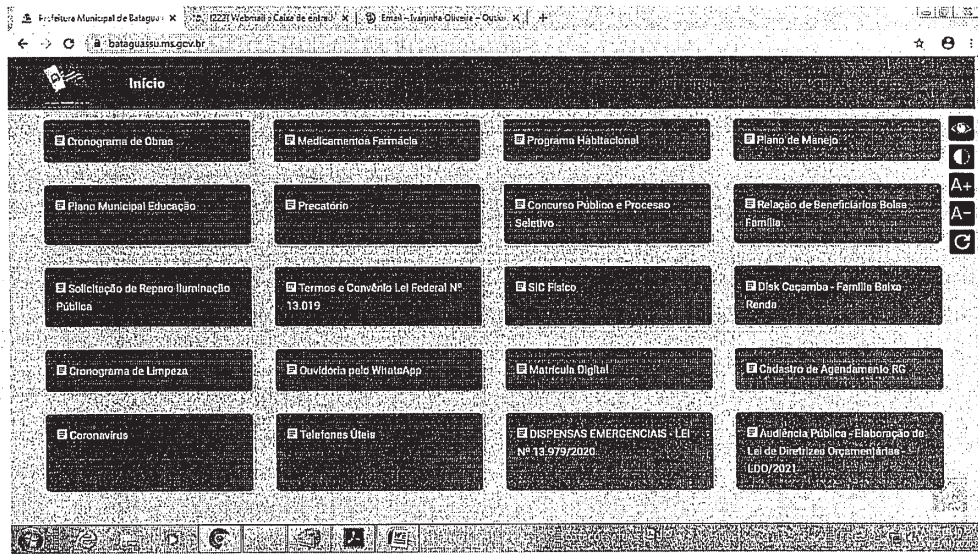 Prefeitura Municipal de Bataguas
[222] Webmail :: Caixa de entrad
Email – Ivaninha Oliveira – Outlo
bataguassu.ms.gov.br
Início
Cronograma de Obras
Medicamentos Farmácia
Programa Habitacional
Plano de Manejo
A+
Plano Municipal Educação
Precatório
Concurso Público e Processo
Seletivo
Relação de Beneficiários Bolsa
Família
A-
Solicitação de Reparo Iluminação
Pública
Termos e Convênio Lei Federal Nº
13.019
SIC Físico
Disk Caçamba - Família Baixa
Renda
Cronograma de Limpeza
Ouvidoria pelo WhatsApp
Matrícula Digital
Cadastro de Agendamento RG
Coronavírus
Telefones Úteis
DISPENSAS EMERGENCIAIS - LEI
Nº 13.979/2020
Audiência Pública - Elaboração da
Lei de Diretrizes Orçamentárias -
LDO/2021